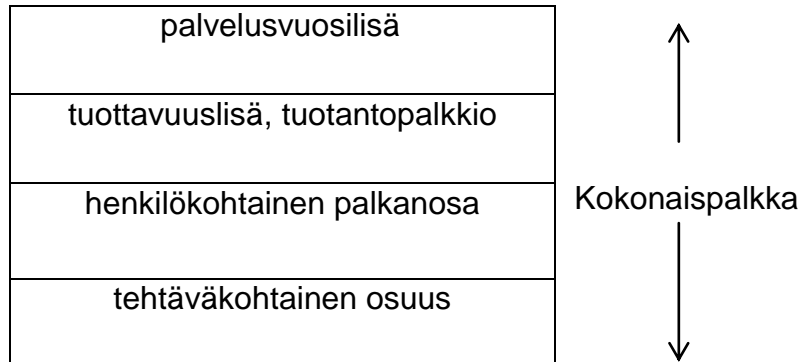 palvelusvuosilisä
tuottavuuslisä, tuotantopalkkio
henkilökohtainen palkanosa
Kokonaispalkka
tehtäväkohtainen osuus